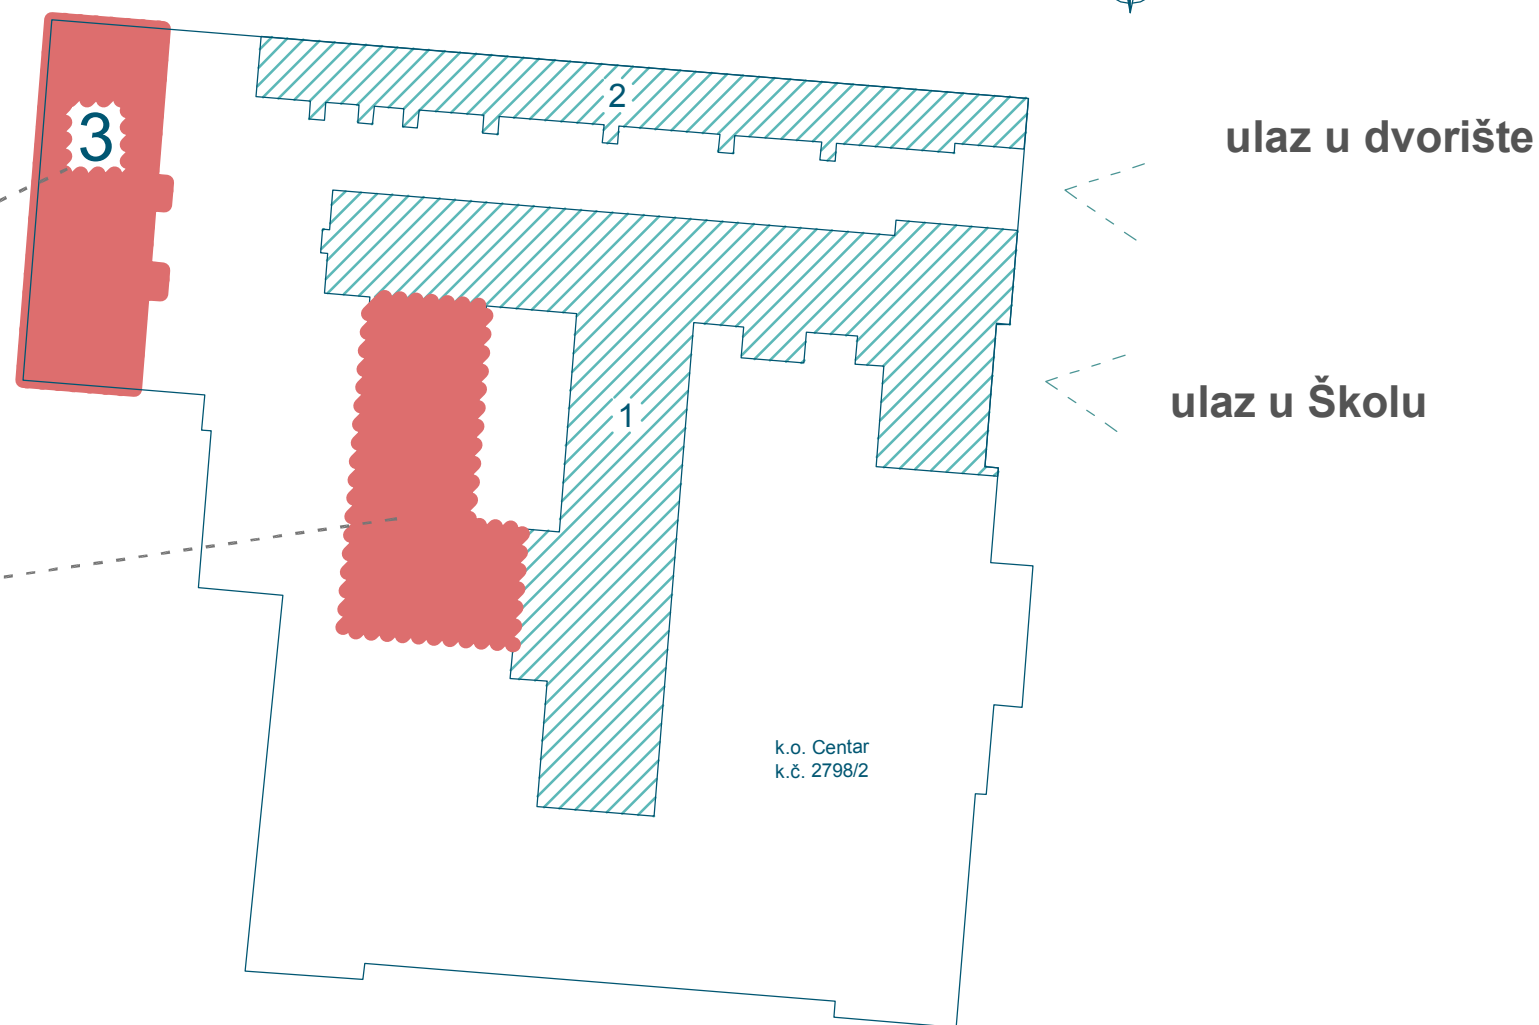 2
ulaz u dvorište
3
1
ulaz u Školu
k.o. Centar
k.č. 2798/2